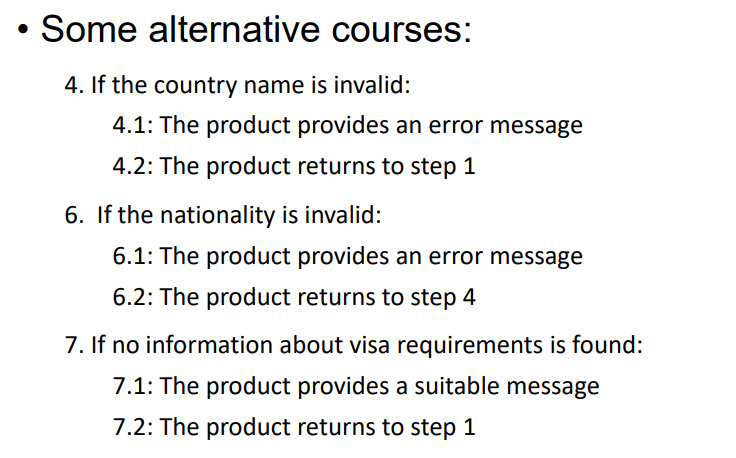 • Some alternative courses:
4. If the country name is invalid:
4.1: The product provides an error message
4.2: The product returns to step 1
6. If the nationality is invalid:
6.1: The product provides an error message
6.2: The product returns to step 4
7. If no information about visa requirements is found:
7.1: The product provides a suitable message
7.2: The product returns to step 1